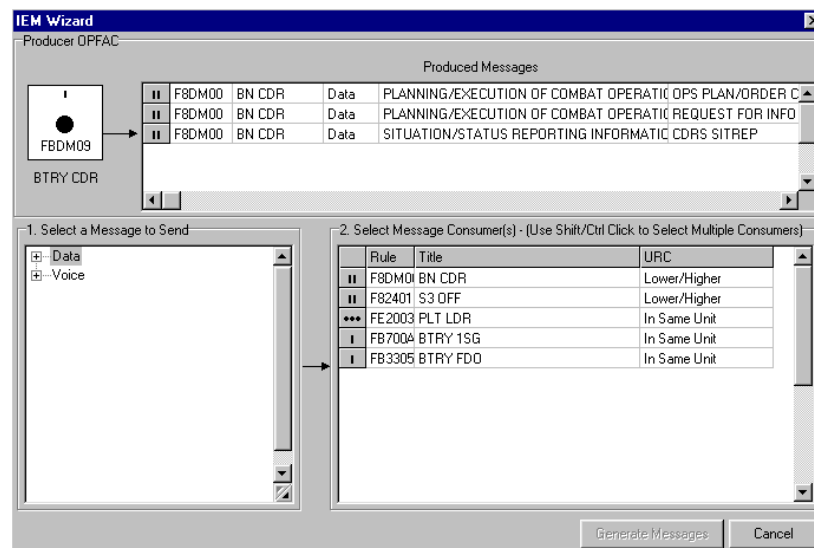 IEM Wizard
Producer OPFAC
Produced Messages
II F8DM00 BN CDR Data PLANNING/EXECUTION OF COMBAT OPERATI( OPS PLAN/ORDER C
II F8DM00 BN CDR Data PLANNING/EXECUTION OF COMBAT OPERATI( REQUEST FOR INFO
II F8DM00 BN CDR Data SITUATION/STATUS REPORTING INFORMATIC CDRS SITREP
I
FBDM09
BTRY CDR
1. Select a Message to Send
Data
Voice
2. Select Message Consumer(s) - (Use Shift/Ctrl Click to Select Multiple Consumers)
Rule Title URC
II F8DM0( BN CDR Lower/Higher
II F82401 S3 OFF Lower/Higher
••• FE2003 PLT LDR In Same Unit
I FB700A BTRY 1SG In Same Unit
I FB3305 BTRY FDO In Same Unit
Generate Messages Cancel